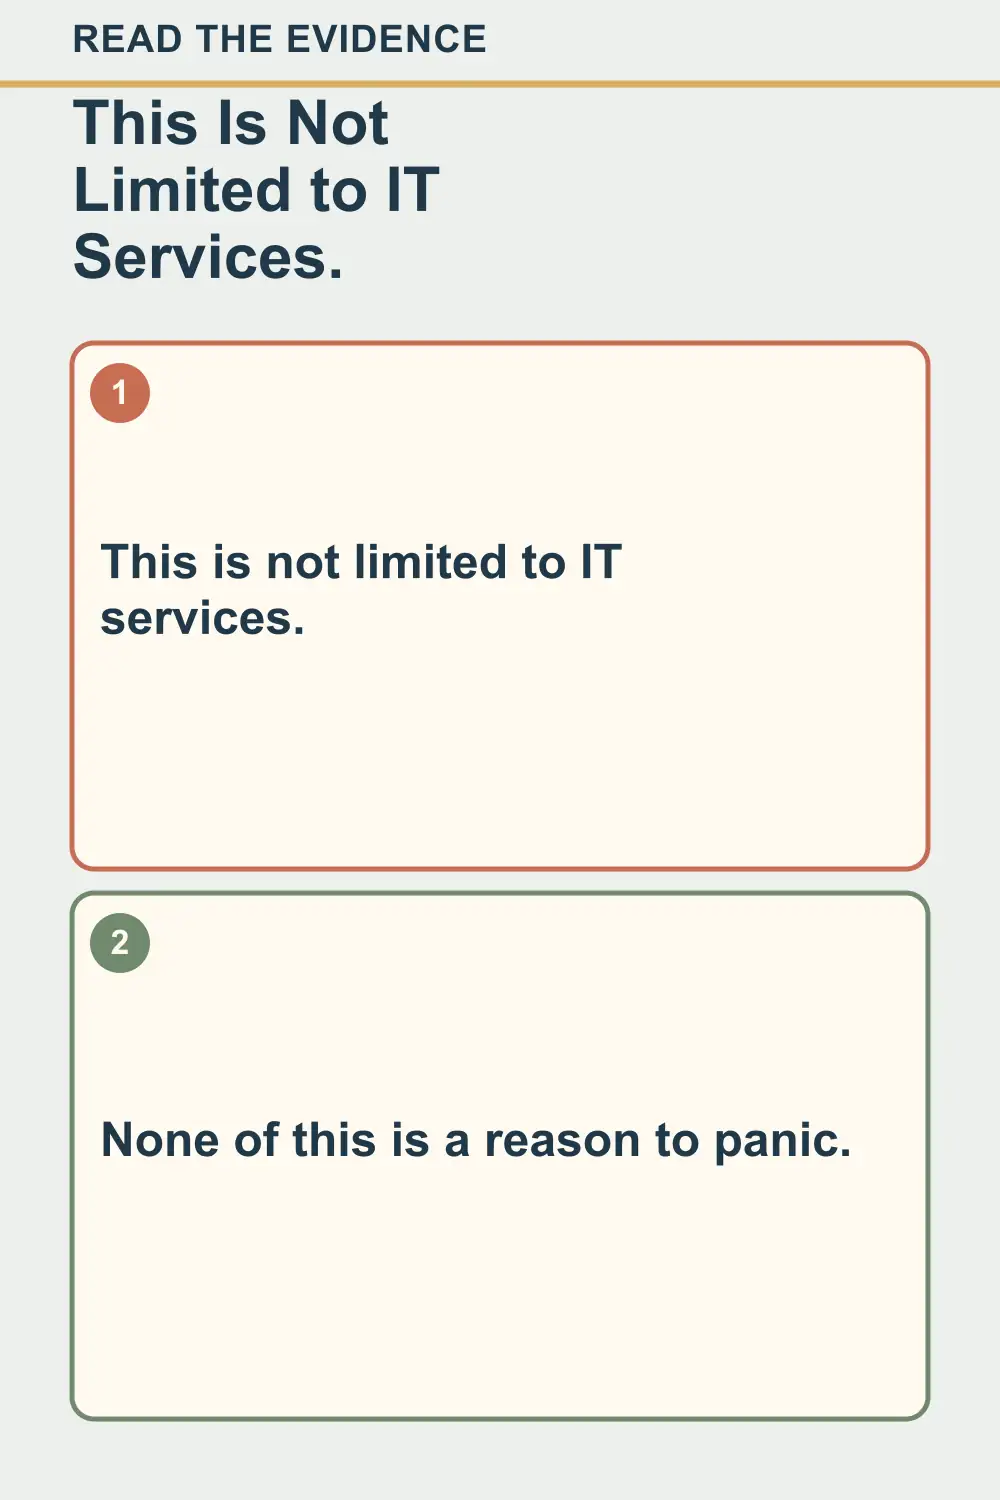 READ THE EVIDENCE
This Is Not
Limited to IT
Services.
1
This is not limited to IT
services.
2
None of this is a reason to panic.